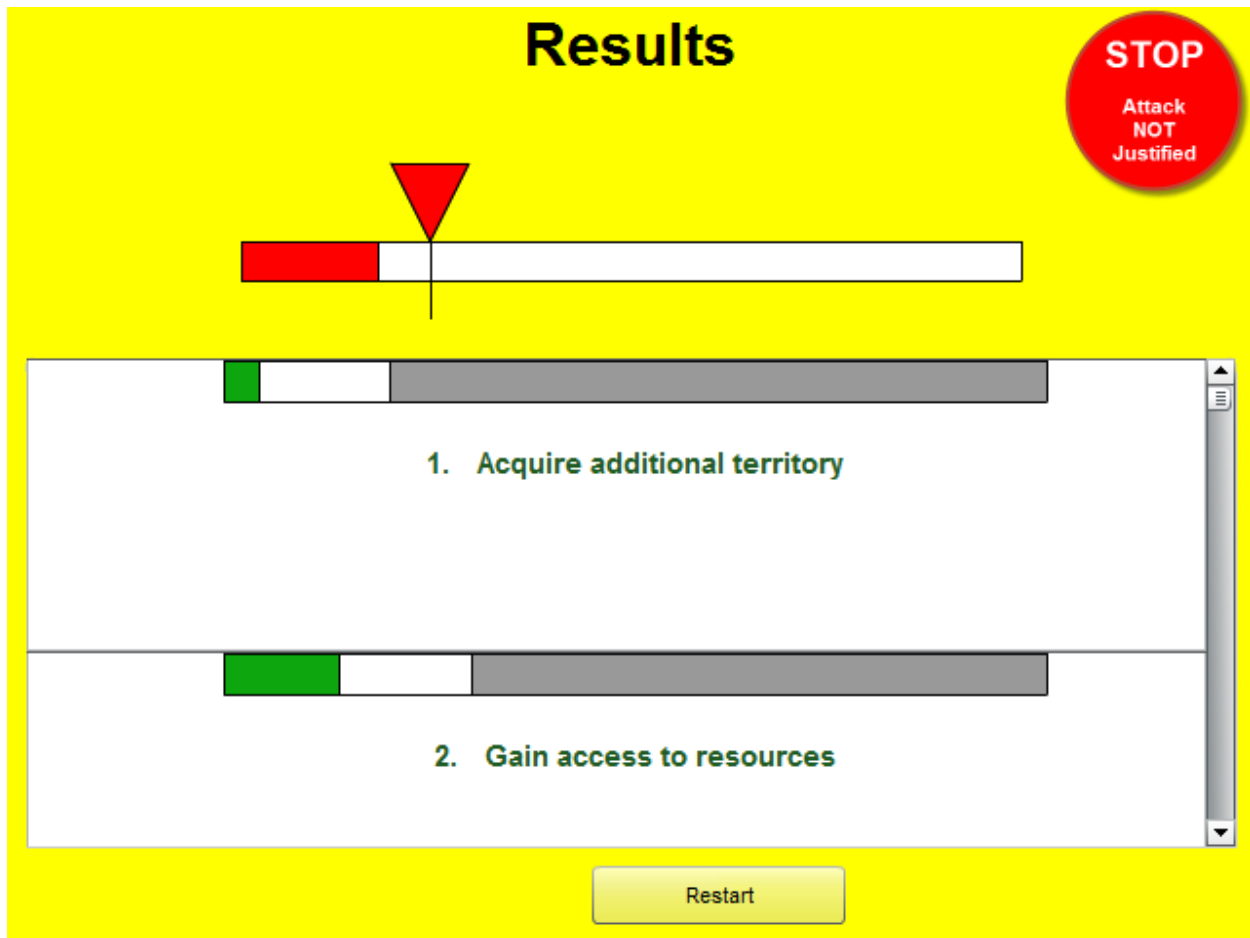 Results
STOP
Attack
NOT
Justified
1. Acquire additional territory
2. Gain access to resources
Restart